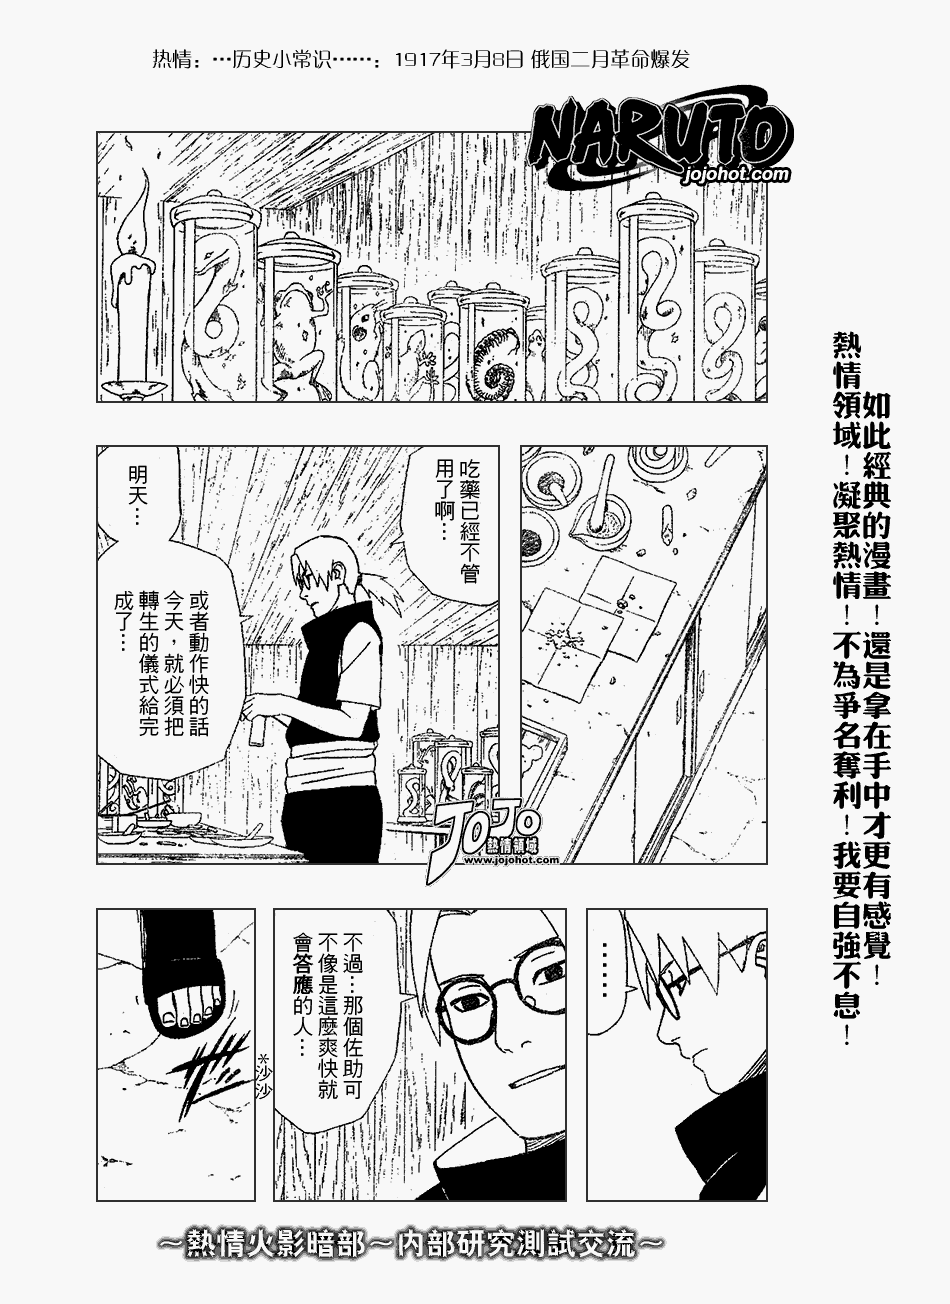 热情：…历史小常识……：1917年3月8日 俄国二月革命爆发
NARUTO
jojohot.com
吃藥已經不管
用了啊…
明天…
或者動作快的話
今天，就必須把
轉生的儀式給完
成了…
JOJO
熱情領域
www.jojohot.com
……
不過…那個佐助可
不像是這麼爽快就
會答應的人…
*沙沙
如此經典的漫畫！還是拿在手中才更有感覺！
熱情領域！凝聚熱情！不為爭名奪利！我要自強不息！
～熱情火影暗部～內部研究測試交流～